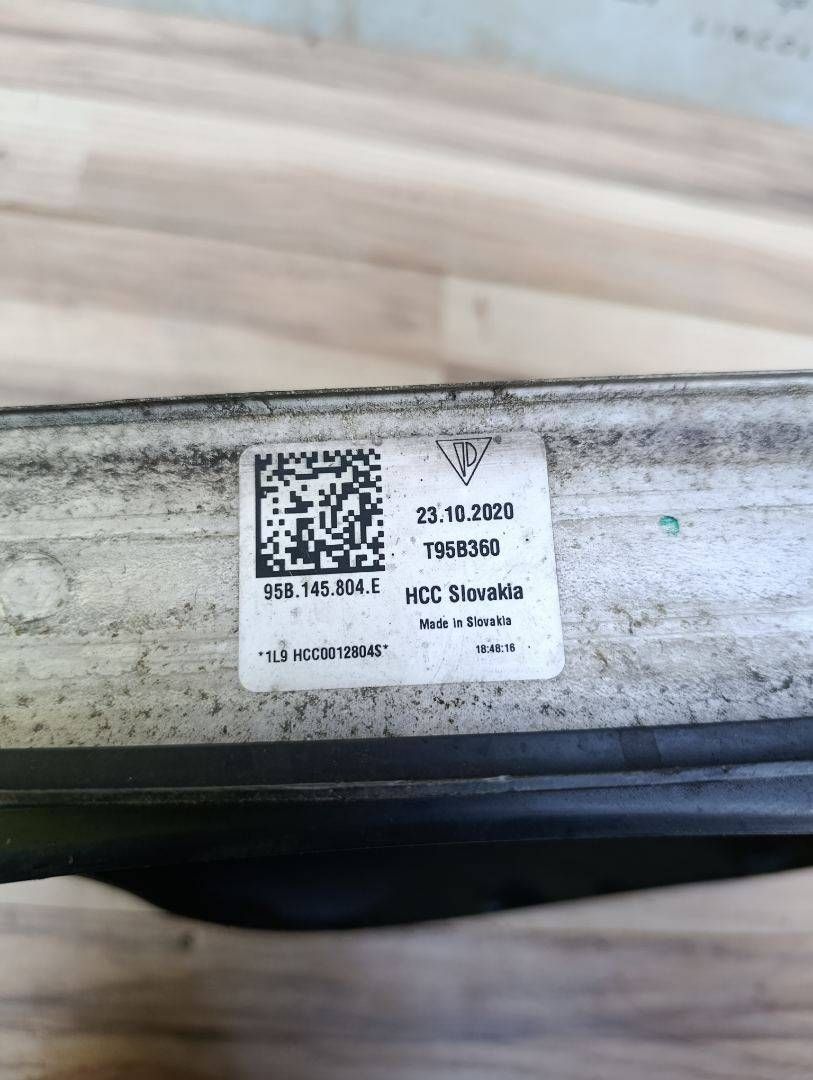 23.10.2020
T95B360
95B.145.804.E
HCC Slovakia
Made in Slovakia
*1L9 HCC0012804S*
18:48:16